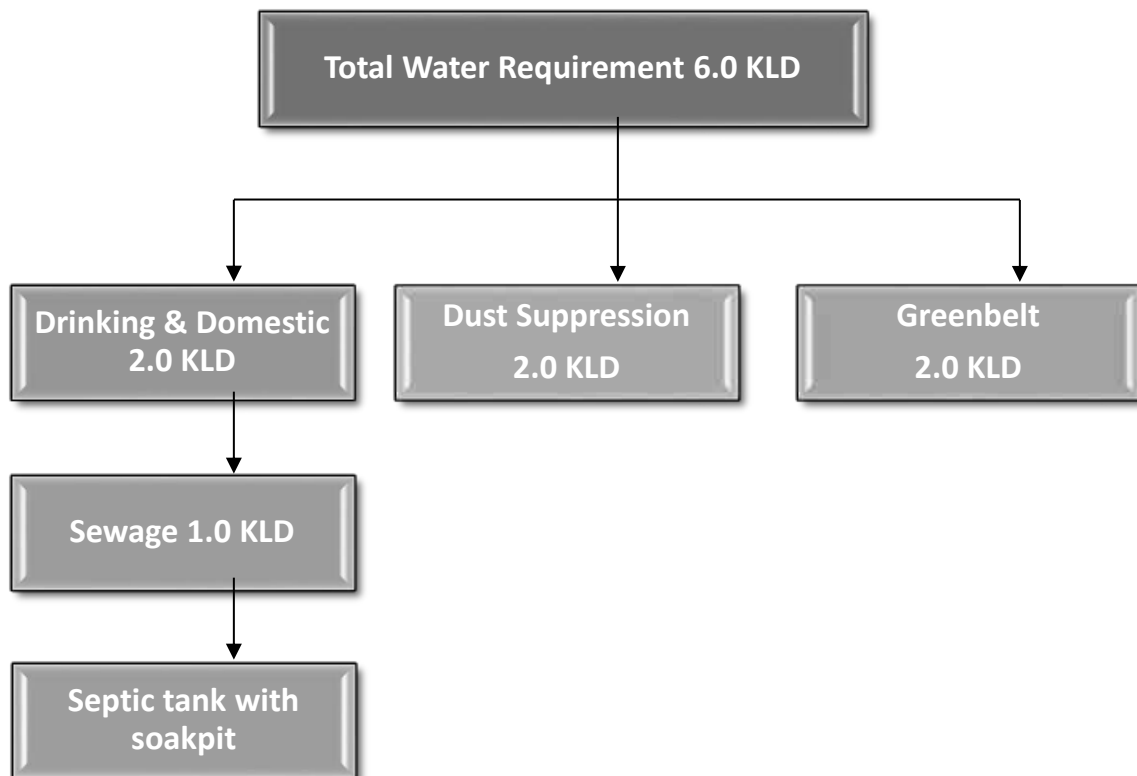 Total Water Requirement 6.0 KLD
Drinking & Domestic
2.0 KLD
Dust Suppression
2.0 KLD
Greenbelt
2.0 KLD
Sewage 1.0 KLD
Septic tank with
soakpit